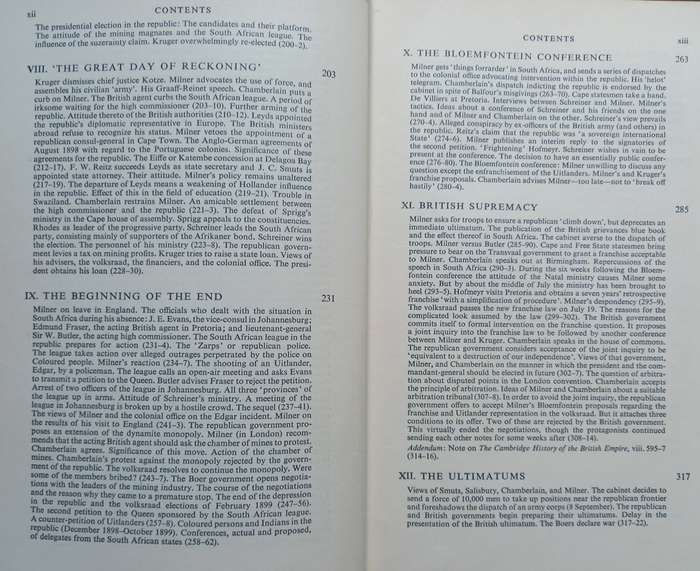 xii
CONTENTS
The presidential election in the republic: The candidates and their platform.
The attitude of the mining magnates and the South African league. The
influence of the suzerainty claim. Kruger overwhelmingly re-elected (200–2).
VIII. 'THE GREAT DAY OF RECKONING'
203
Kruger dismisses chief justice Kotze. Milner advocates the use of force, and
assembles his civilian 'army'. His Graaff-Reinet speech. Chamberlain puts a
curb on Milner. The British agent curbs the South African league. A period of
irksome waiting for the high commissioner (203–10). Further arming of the
republic. Attitude thereto of the British authorities (210–12). Leyds appointed
the republic's diplomatic representative in Europe. The British ministers
abroad refuse to recognize his status. Milner vetoes the appointment of a
republican consul-general in Cape Town. The Anglo-German agreements of
August 1898 with regard to the Portuguese colonies. Significance of these
agreements for the republic. The Eiffe or Katembe concession at Delagoa Bay
(212–17). F. W. Reitz succeeds Leyds as state secretary and J. C. Smuts is
appointed state attorney. Their attitude. Milner's policy remains unaltered
(217–19). The departure of Leyds means a weakening of Hollander influence
in the republic. Effect of this in the field of education (219–21). Trouble in
Swaziland. Chamberlain restrains Milner. An amicable settlement between
the high commissioner and the republic (221–3). The defeat of Sprigg's
ministry in the Cape house of assembly. Sprigg appeals to the constituencies.
Rhodes as leader of the progressive party. Schreiner leads the South African
party, consisting mainly of supporters of the Afrikaner bond. Schreiner wins
the election. The personnel of his ministry (223–8). The republican govern-
ment levies a tax on mining profits. Kruger tries to raise a state loan. Views of
his advisers, the volksraad, the financiers, and the colonial office. The presi-
dent obtains his loan (228–30).
IX. THE BEGINNING OF THE END
231
Milner on leave in England. The officials who dealt with the situation in
South Africa during his absence: J. E. Evans, the vice-consul in Johannesburg;
Edmund Fraser, the acting British agent in Pretoria; and lieutenant-general
Sir W. Butler, the acting high commissioner. The South African league in the
republic prepares for action (231–4). The 'Zarps' or republican police.
The league takes action over alleged outrages perpetrated by the police on
Coloured people. Milner's reaction (234–7). The shooting of an Uitlander,
Edgar, by a policeman. The league calls an open-air meeting and asks Evans
to transmit a petition to the Queen. Butler advises Fraser to reject the petition.
Arrest of two officers of the league in Johannesburg. All three 'provinces' of
the league up in arms. Attitude of Schreiner's ministry. A meeting of the
league in Johannesburg is broken up by a hostile crowd. The sequel (237–41).
The views of Milner and the colonial office on the Edgar incident. Milner on
the results of his visit to England (241–3). The republican government pro-
poses an extension of the dynamite monopoly. Milner (in London) com-
mends that the acting British agent should ask the chamber of mines to protest.
Chamberlain agrees. Significance of this move. Action of the chamber of
mines. Chamberlain's protest against the monopoly rejected by the govern-
ment of the republic. The volksraad resolves to continue the monopoly. Were
some of the members bribed? (243–7). The Boer government opens negotia-
tions with the leaders of the mining industry. The course of the negotiations
and the reason why they came to a premature stop. The end of the depression
in the republic and the volksraad elections of February 1899 (247–56).
The second petition to the Queen sponsored by the South African league.
A counter-petition of Uitlanders (257–8). Coloured persons and Indians in the
republic (December 1898–October 1899). Conferences, actual and proposed,
of delegates from the South African states (258–62).
CONTENTS
xiii
X. THE BLOEMFONTEIN CONFERENCE
263
Milner gets 'things forrarder' in South Africa, and sends a series of dispatches
to the colonial office advocating intervention within the republic. His 'helot'
telegram. Chamberlain's dispatch indicting the republic is endorsed by the
cabinet in spite of Balfour's misgivings (263–70). Cape statesmen take a hand.
De Villiers at Pretoria. Interviews between Schreiner and Milner. Milner's
tactics. Ideas about a conference of Schreiner and his friends on the one
hand and of Milner and Chamberlain on the other. Schreiner's view prevails
(270–4). Alleged conspiracy by ex-officers of the British army (and others) in
the republic. Reitz's claim that the republic was 'a sovereign international
State' (274–6). Milner publishes an interim reply to the signatories of
the second petition. 'Frightening' Hofmeyr. Schreiner wishes in vain to be
present at the conference. The decision to have an essentially public confer-
ence (276–80). The Bloemfontein conference: Milner unwilling to discuss any
question except the enfranchisement of the Uitlanders. Milner's and Kruger's
franchise proposals. Chamberlain advises Milner—too late—not to 'break off
hastily' (280–4).
XI. BRITISH SUPREMACY
285
Milner asks for troops to ensure a republican 'climb down', but deprecates an
immediate ultimatum. The publication of the British grievances blue book
and the effect thereof in South Africa. The cabinet averse to the dispatch of
troops. Milner versus Butler (285–90). Cape and Free State statesmen bring
pressure to bear on the Transvaal government to grant a franchise acceptable
to Milner. Chamberlain speaks out at Birmingham. Repercussions of the
speech in South Africa (290–3). During the six weeks following the Bloem-
fontein conference the attitude of the Natal ministry causes Milner some
anxiety. But by about the middle of July the ministry has been brought to
heel (293–5). Hofmeyr visits Pretoria and obtains a seven years' retrospective
franchise 'with a simplification of procedure'. Milner's despondency (295–9).
The volksraad passes the new franchise law on July 19. The reasons for the
complicated look assumed by the law (299–302). The British government
commits itself to formal intervention on the franchise question. It proposes
a joint inquiry into the franchise law to be followed by another conference
between Milner and Kruger. Chamberlain speaks in the house of commons.
The republican government considers acceptance of the joint inquiry to be
'equivalent to a destruction of our independence'. Views of that government,
Milner, and Chamberlain on the manner in which the president and the com-
mandant-general should be elected in future (302–7). The question of arbitra-
tion about disputed points in the London convention. Chamberlain accepts
the principle of arbitration. Ideas of Milner and Chamberlain about a suitable
arbitration tribunal (307–8). In order to avoid the joint inquiry, the republican
government offers to accept Milner's Bloemfontein proposals regarding the
franchise and Uitlander representation in the volksraad. But it attaches three
conditions to its offer. Two of these are rejected by the British government.
This virtually ended the negotiations, though the protagonists continued
sending each other notes for some weeks after (308–14).
Addendum: Note on The Cambridge History of the British Empire, viii. 595–7
(314–16).
XII. THE ULTIMATUMS
317
Views of Smuts, Salisbury, Chamberlain, and Milner. The cabinet decides to
send a force of 10,000 men to take up positions near the republican frontier
and foreshadows the dispatch of an army corps (8 September). The republican
and British governments begin preparing their ultimatums. Delay in the
presentation of the British ultimatum. The Boers declare war (317–22).